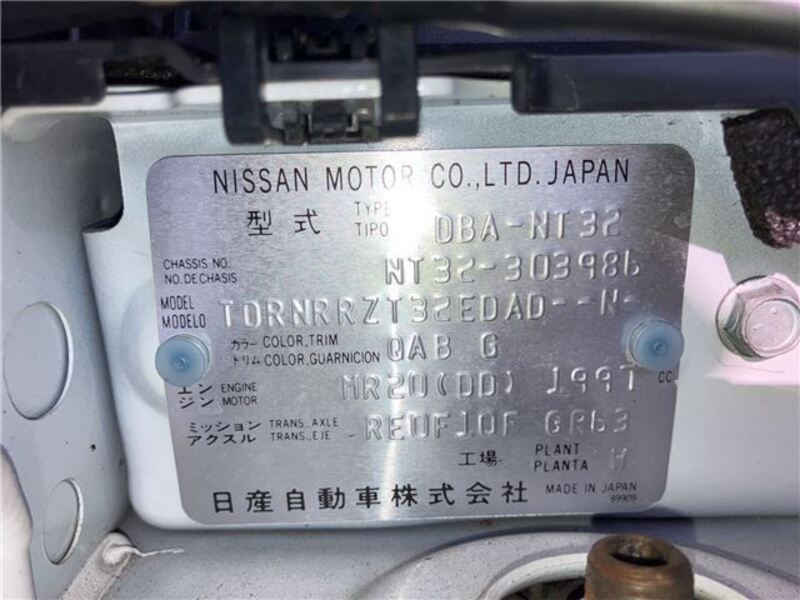 NISSAN MOTOR CO.,LTD. JAPAN
型式 TYPE TIPO DBA-NT32
CHASSIS NO. NO.DE CHASIS NT32-303986
MODEL MODELO TDRNRRZT32EDAD--N-
カラー COLOR, TRIM トリム COLOR, GUARNICION QAB G
エンジン ENGINE MOTOR MR20(DD) 1997 CC
ミッション TRANS., AXLE アクスル TRANS., EJE RE0F10F GR63
工場 PLANT PLANTA H
日産自動車株式会社 MADE IN JAPAN
89909